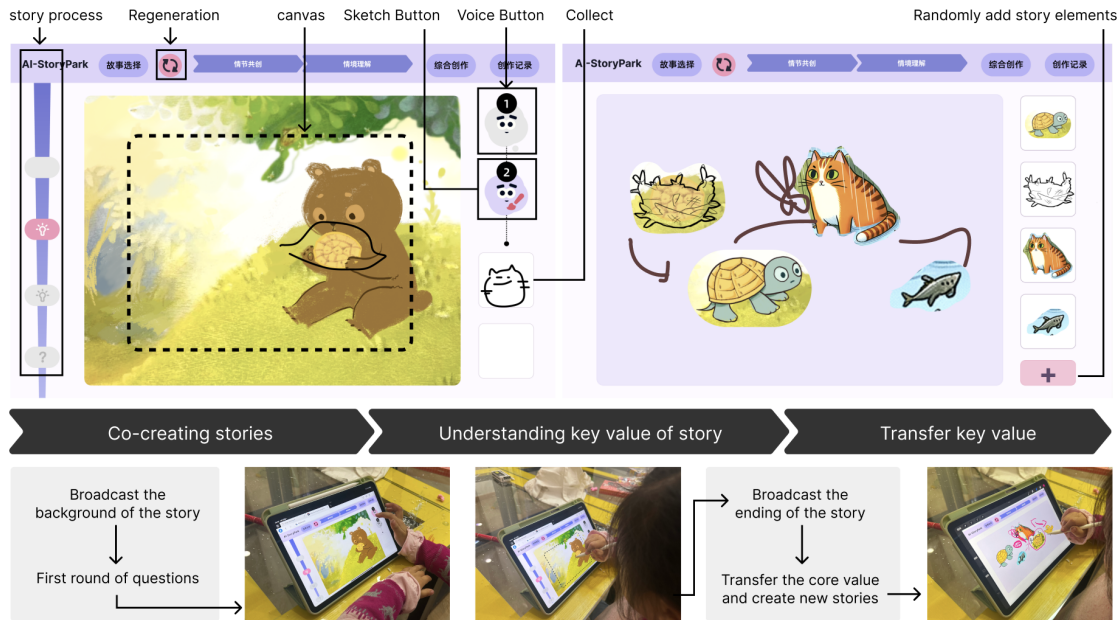 story process
Regeneration
canvas
Sketch Button
Voice Button
Collect
Randomly add story elements
AI-StoryPark
故事选择
情节共创
情境理解
综合创作
创作记录
AI-StoryPark
故事选择
情节共创
情境理解
综合创作
创作记录
1
2
?
+
Co-creating stories
Understanding key value of story
Transfer key value
Broadcast the
background of the story
First round of questions
Broadcast the
ending of the story
Transfer the core value
and create new stories